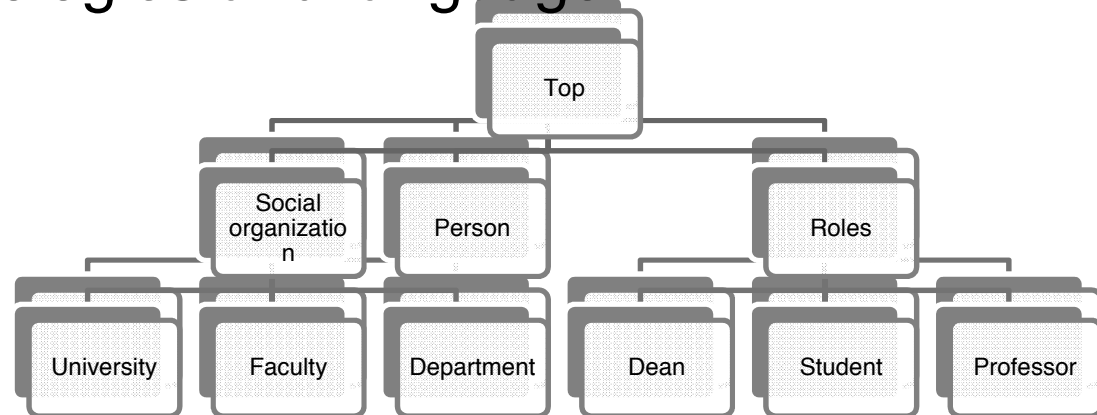 Top
Social
organizatio
n
Person
Roles
University
Faculty
Department
Dean
Student
Professor